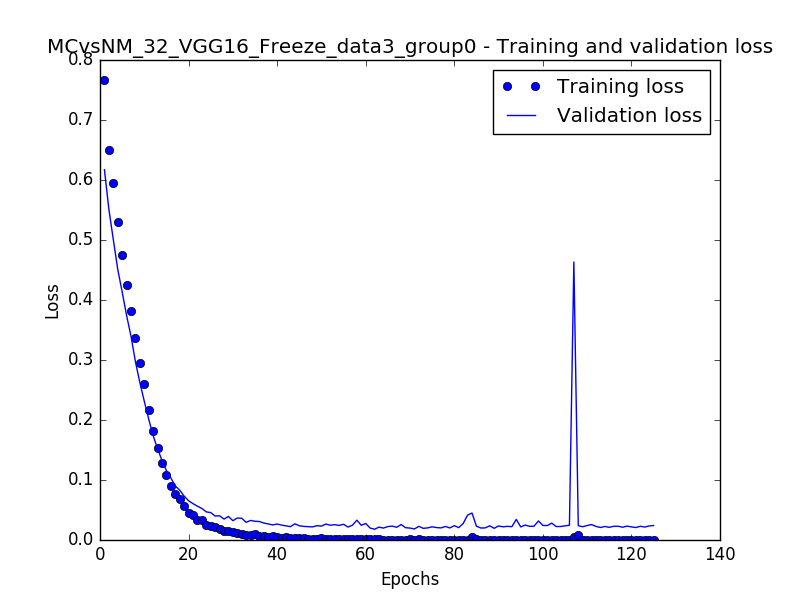 MCvsNM_32_VGG16_Freeze_data3_group0 - Training and validation loss
Training loss
Validation loss
0.8
0.7
0.6
0.5
0.4
0.3
0.2
0.1
0.0
Loss
0 20 40 60 80 100 120 140
Epochs